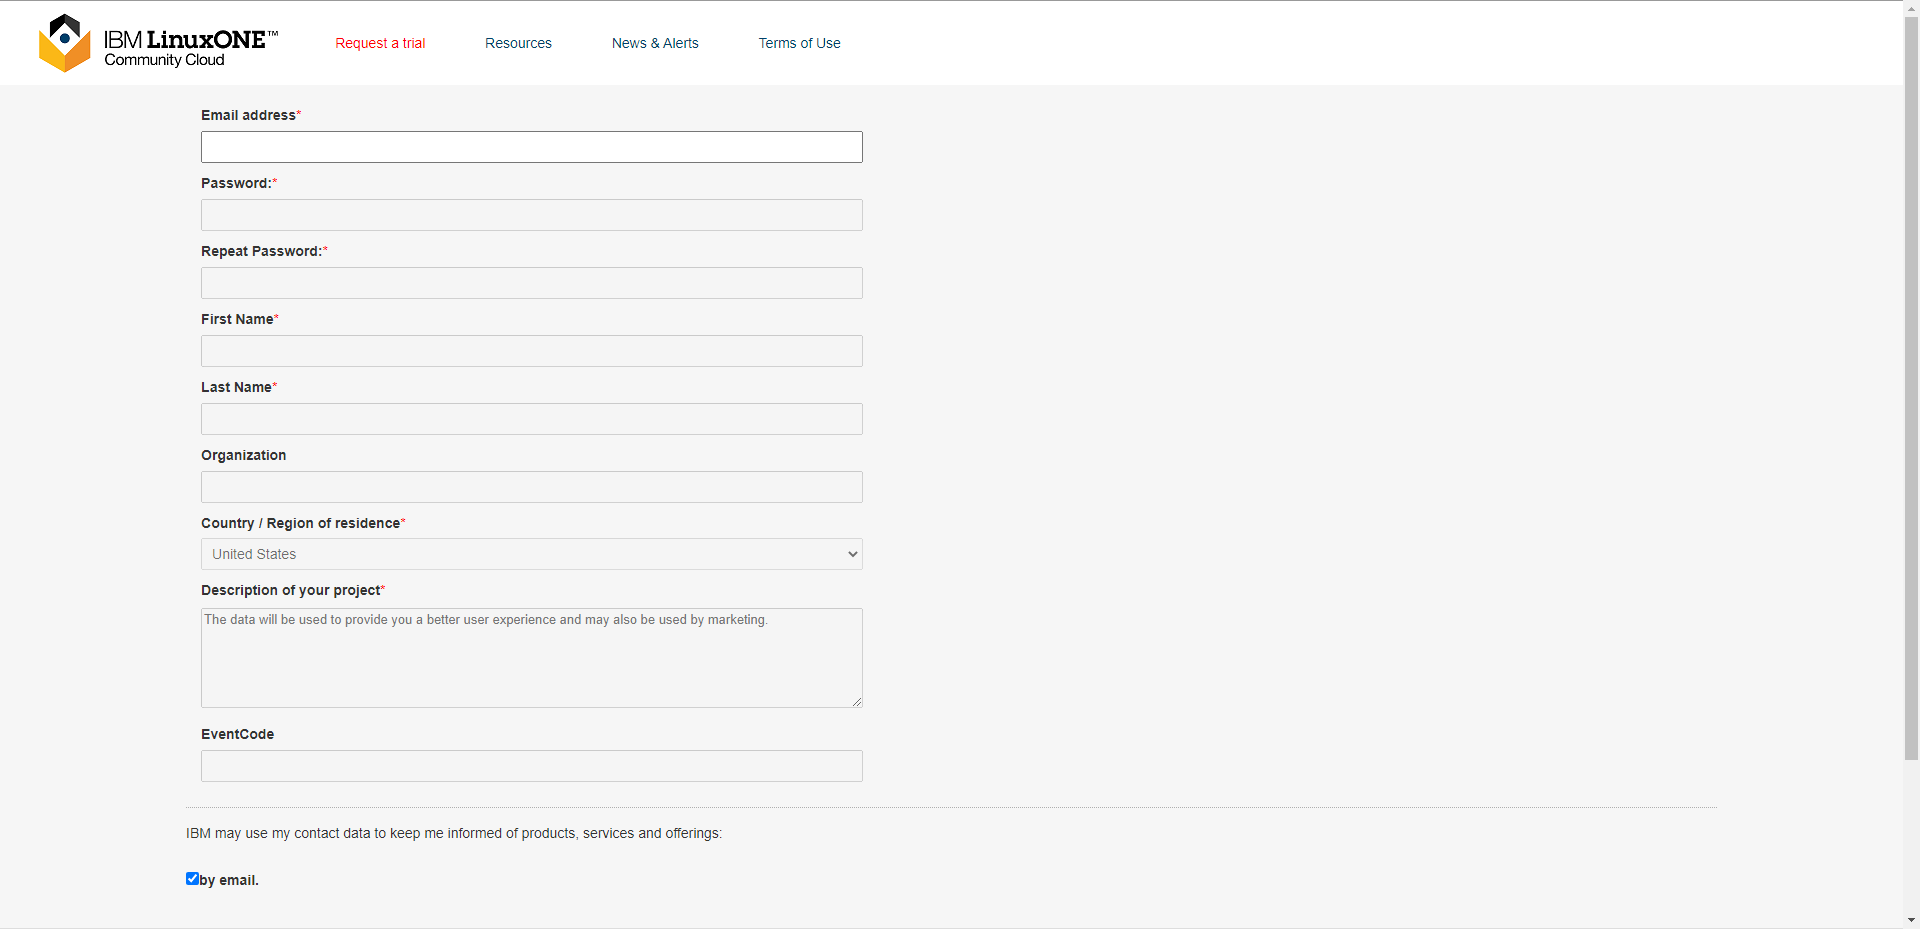 IBM LinuxONE™
Community Cloud
Request a trial
Resources
News & Alerts
Terms of Use
Email address*
Password:*
Repeat Password:*
First Name*
Last Name*
Organization
Country / Region of residence*
United States
Description of your project*
The data will be used to provide you a better user experience and may also be used by marketing.
EventCode
IBM may use my contact data to keep me informed of products, services and offerings:
by email.